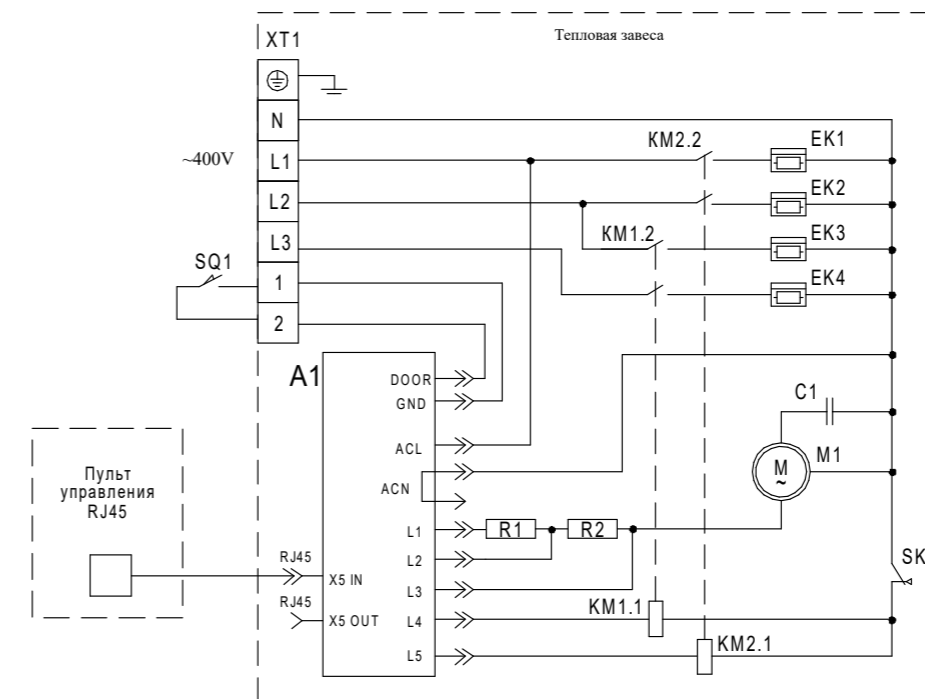 XT1
Тепловая завеса
N
~400V
L1
L2
L3
SQ1
1
2
KM2.2
EK1
EK2
KM1.2
EK3
EK4
A1
DOOR
GND
ACL
ACN
L1
R1
R2
L2
L3
L4
L5
C1
M
~
M1
SK
KM1.1
KM2.1
Пульт
управления
RJ45
RJ45
X5 IN
RJ45
X5 OUT